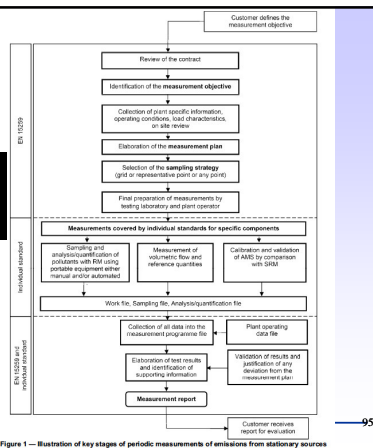 Customer defines the
measurement objective
EN 15259
Review of the contract
Identification of the measurement objective
Collection of plant specific information,
operating conditions, load characteristics,
on site review
Elaboration of the measurement plan
Selection of the sampling strategy
(grid or representative point or any point)
Final preparation of measurements by
testing laboratory and plant operator
Individual standard
Measurements covered by individual standards for specific components
Sampling and
analysis/quantification of
pollutants with RM using
portable equipment either
manual and/or automated
Measurement
of volumetric flow and
reference quantities
Calibration and validation
of AMS by comparison
with SRM
Work file, Sampling file, Analysis/quantification file
EN 15259 and
individual standard
Collection of all data into the
measurement programme file
Plant operating
data file
Elaboration of test results
and identification of
supporting information
Validation of results and
justification of any
deviation from the
measurement plan
Measurement report
Customer receives
report for evaluation
95
Figure 1 — Illustration of key stages of periodic measurements of emissions from stationary sources